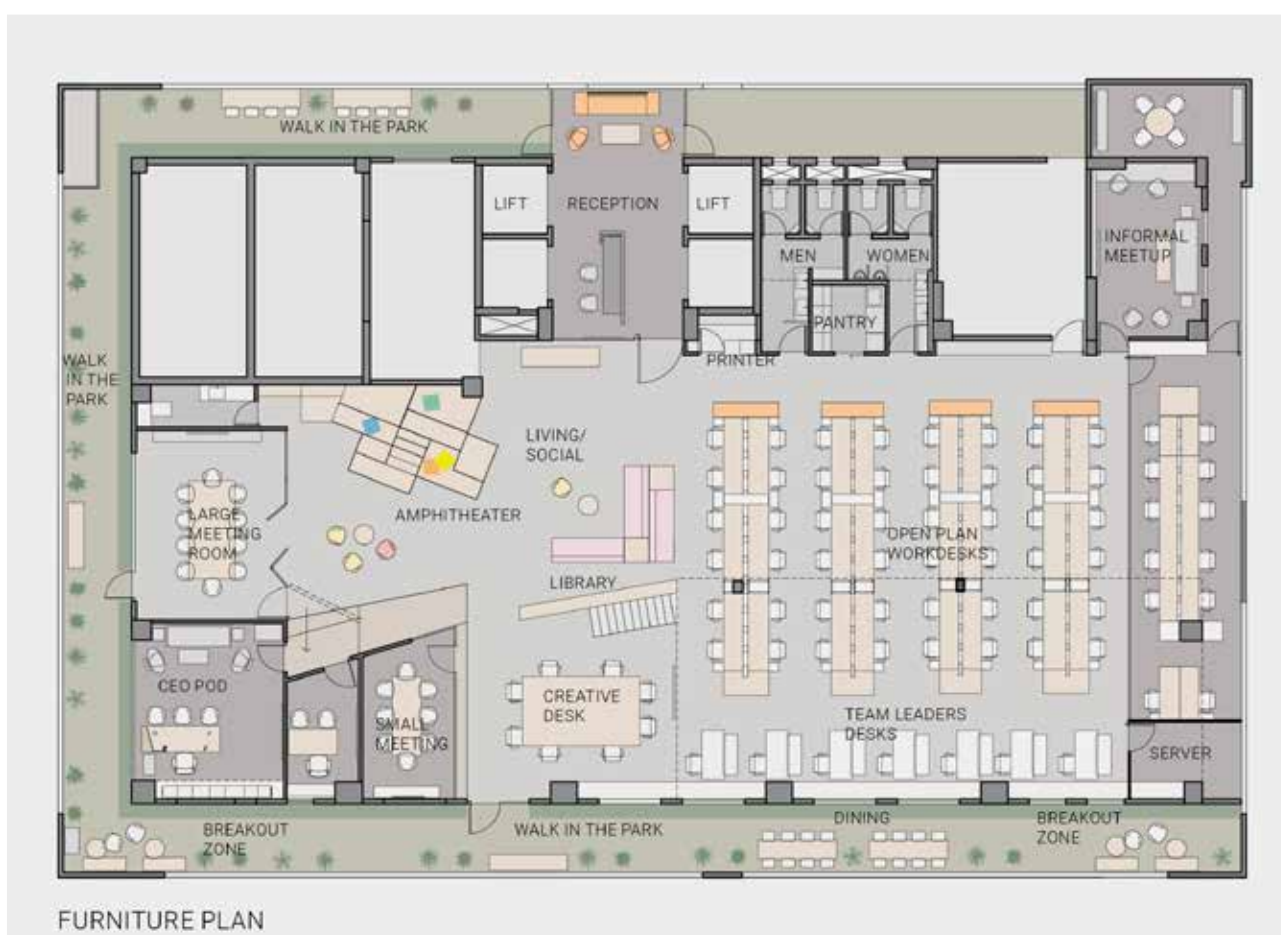 WALK IN THE PARK
LIFT
RECEPTION
LIFT
MEN
WOMEN
INFORMAL
MEETUP
PANTRY
PRINTER
WALK
IN THE
PARK
LIVING/
SOCIAL
AMPHITHEATER
LARGE
MEETING
ROOM
OPEN PLAN
WORKDESKS
LIBRARY
CEO POD
CREATIVE
DESK
SMALL
MEETING
TEAM LEADERS
DESKS
SERVER
BREAKOUT
ZONE
WALK IN THE PARK
DINING
BREAKOUT
ZONE
FURNITURE PLAN